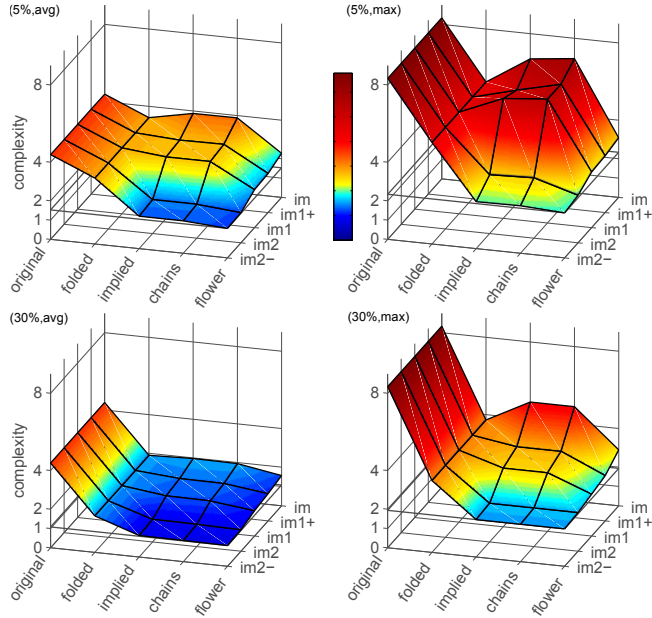 (5%,avg)
complexity
8
4
2
1
0
original
folded
implied
chains
flower
im
im1+
im1
im2
im2−
(5%,max)
8
4
2
1
0
original
folded
implied
chains
flower
im
im1+
im1
im2
im2−
(30%,avg)
complexity
8
4
2
1
0
original
folded
implied
chains
flower
im
im1+
im1
im2
im2−
(30%,max)
8
4
2
1
0
original
folded
implied
chains
flower
im
im1+
im1
im2
im2−